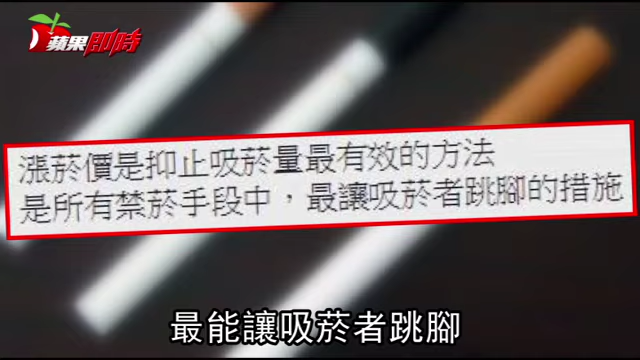 蘋果即時
漲菸價是抑止吸菸量最有效的方法
是所有禁菸手段中，最讓吸菸者跳腳的措施
最能讓吸菸者跳腳